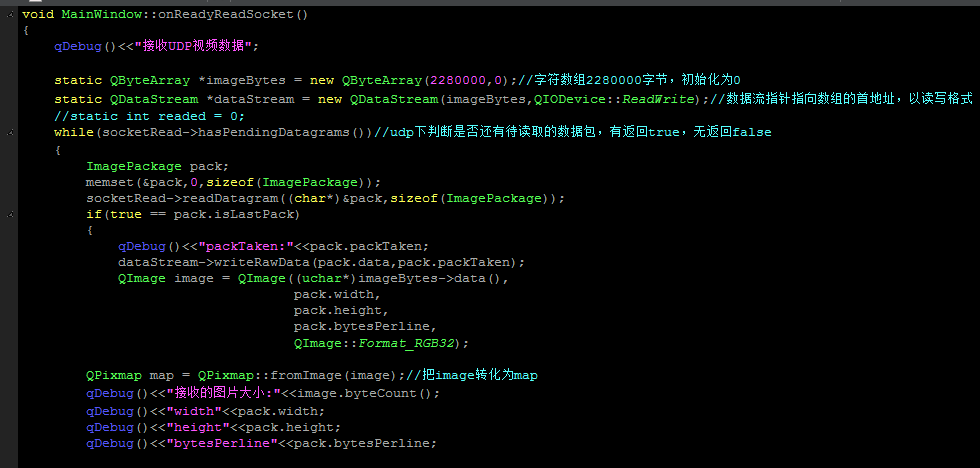 void MainWindow::onReadyReadSocket()
{
    qDebug()<<"接收UDP视频数据";
    static QByteArray *imageBytes = new QByteArray(2280000,0);//字符数组2280000字节，初始化为0
    static QDataStream *dataStream = new QDataStream(imageBytes,QIODevice::ReadWrite);//数据流指针指向数组的首地址，以读写格式
    //static int readed = 0;
    while(socketRead->hasPendingDatagrams())//udp下判断是否还有待读取的数据包，有返回true，无返回false
    {
        ImagePackage pack;
        memset(&pack,0,sizeof(ImagePackage));
        socketRead->readDatagram((char*)&pack,sizeof(ImagePackage));
        if(true == pack.isLastPack)
        {
            qDebug()<<"packTaken:"<<pack.packTaken;
            dataStream->writeRawData(pack.data,pack.packTaken);
            QImage image = QImage((uchar*)imageBytes->data(),
                                  pack.width,
                                  pack.height,
                                  pack.bytesPerline,
                                  QImage::Format_RGB32);
        QPixmap map = QPixmap::fromImage(image);//把image转化为map
        qDebug()<<"接收的图片大小:"<<image.byteCount();
        qDebug()<<"width"<<pack.width;
        qDebug()<<"height"<<pack.height;
        qDebug()<<"bytesPerline"<<pack.bytesPerline;